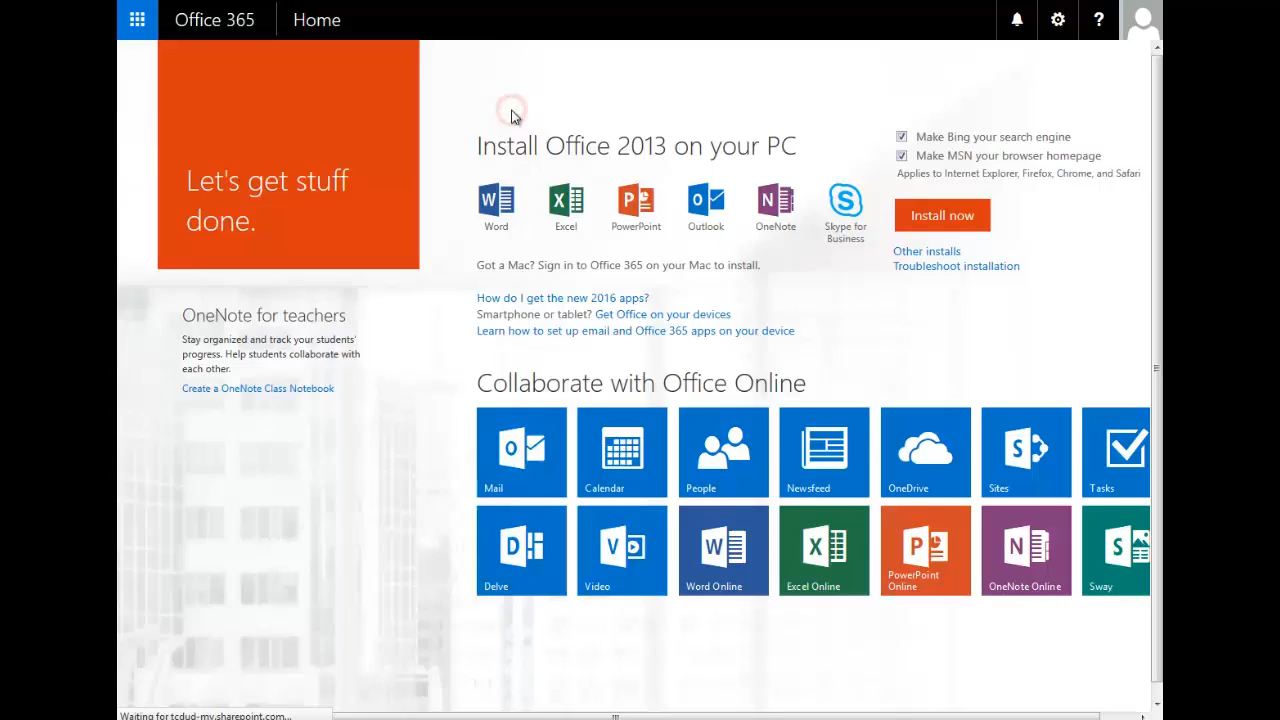 Office 365
Home
?
Let's get stuff
done.
Install Office 2013 on your PC
Word
Excel
PowerPoint
Outlook
OneNote
Skype for
Business
Got a Mac? Sign in to Office 365 on your Mac to install.
How do I get the new 2016 apps?
Smartphone or tablet? Get Office on your devices
Learn how to set up email and Office 365 apps on your device
Make Bing your search engine
Make MSN your browser homepage
Applies to Internet Explorer, Firefox, Chrome, and Safari
Install now
Other installs
Troubleshoot installation
OneNote for teachers
Stay organized and track your students'
progress. Help students collaborate with
each other.
Create a OneNote Class Notebook
Collaborate with Office Online
Mail
Calendar
People
Newsfeed
OneDrive
Sites
Tasks
Delve
Video
Word Online
Excel Online
PowerPoint
Online
OneNote Online
Sway
Waiting for tcdud-my.sharepoint.com...